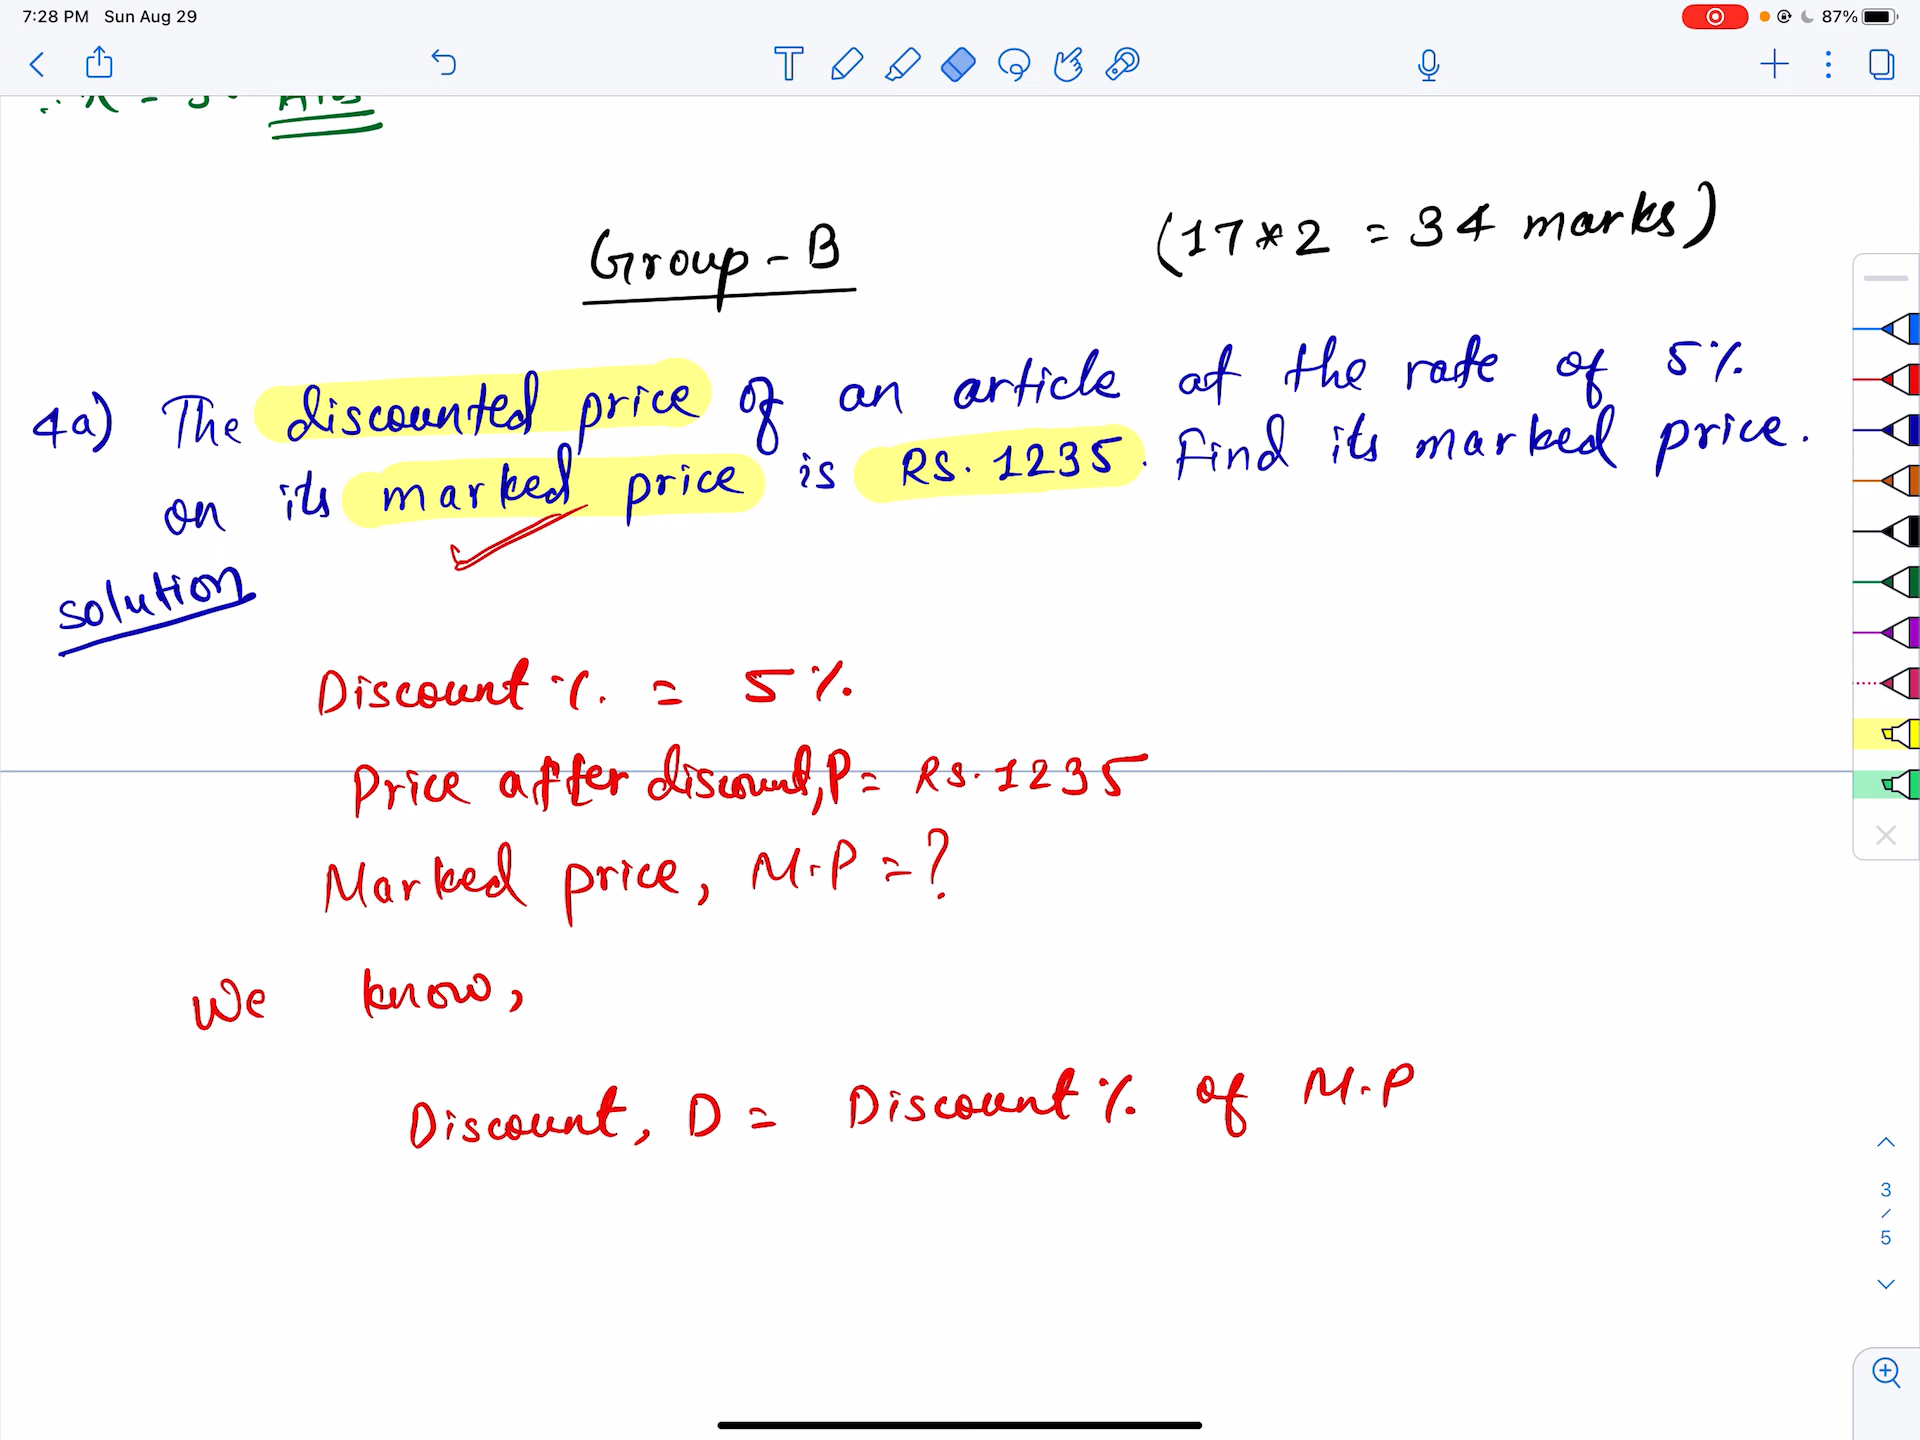 7:28 PM Sun Aug 29
87%
Group-B
(17*2 = 34 marks)
4a) The discounted price of an article at the rate of 5%
on its marked price is RS. 1235. Find its marked price.
solution
Discount %. = 5%
Price after discount, P = RS. 1235
Marked price, M.P = ?
We know,
Discount, D = Discount % of M.P
3
/
5